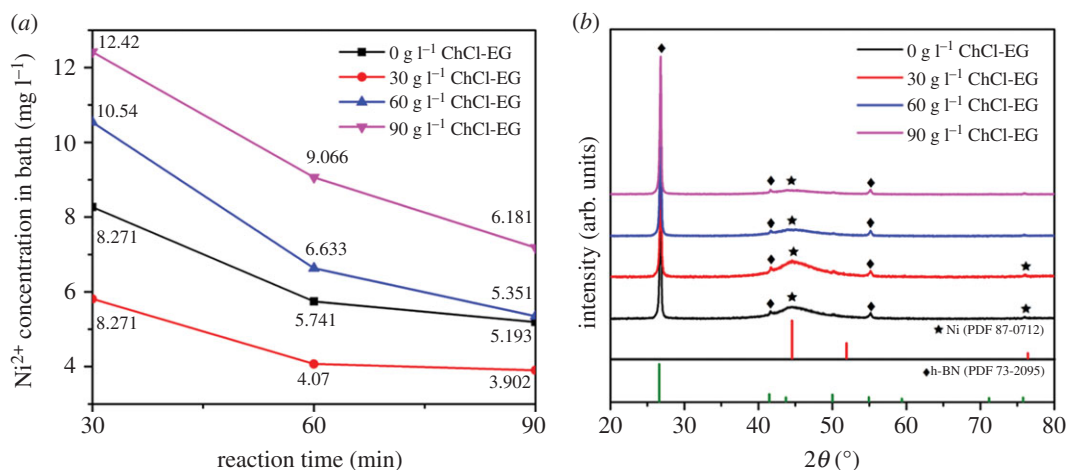 (a)
Ni²⁺ concentration in bath (mg l⁻¹)
12
10
8
6
4
12.42
10.54
8.271
8.271
9.066
6.633
5.741
4.07
6.181
5.351
5.193
3.902
0 g l⁻¹ ChCl-EG
30 g l⁻¹ ChCl-EG
60 g l⁻¹ ChCl-EG
90 g l⁻¹ ChCl-EG
30 60 90
reaction time (min)
(b)
intensity (arb. units)
♦
0 g l⁻¹ ChCl-EG
30 g l⁻¹ ChCl-EG
60 g l⁻¹ ChCl-EG
90 g l⁻¹ ChCl-EG
♦ ★ ♦
♦ ★ ♦
♦ ★ ♦ ★
♦ ★ ♦ ★
★ Ni (PDF 87-0712)
♦h-BN (PDF 73-2095)
20 30 40 50 60 70 80
2θ (°)